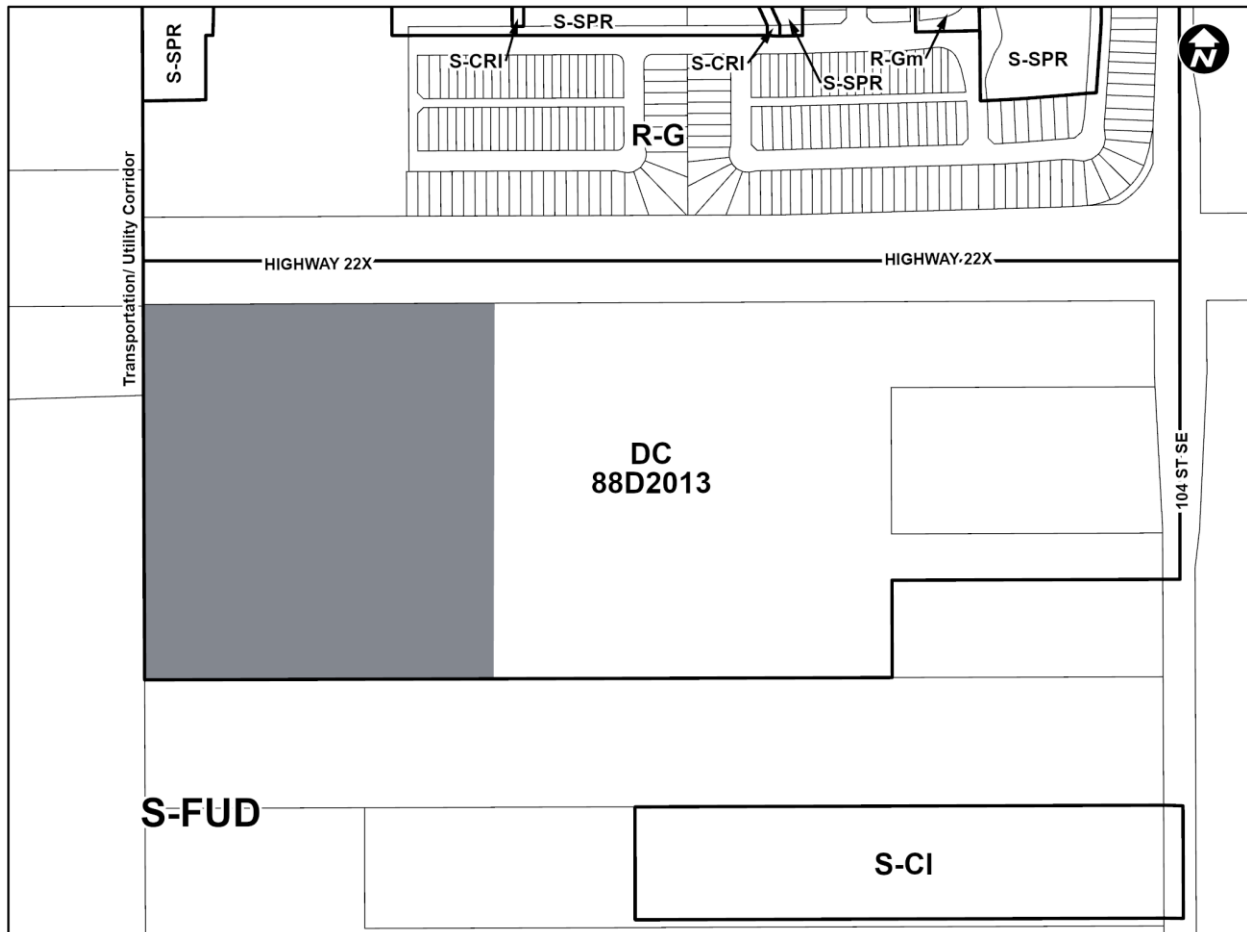 S-SPR
S-SPR
S-CRI
S-CRI
S-SPR
R-Gm
S-SPR
N
R-G
Transportation/ Utility Corridor
HIGHWAY 22X
HIGHWAY 22X
DC
88D2013
104 ST SE
S-FUD
S-CI